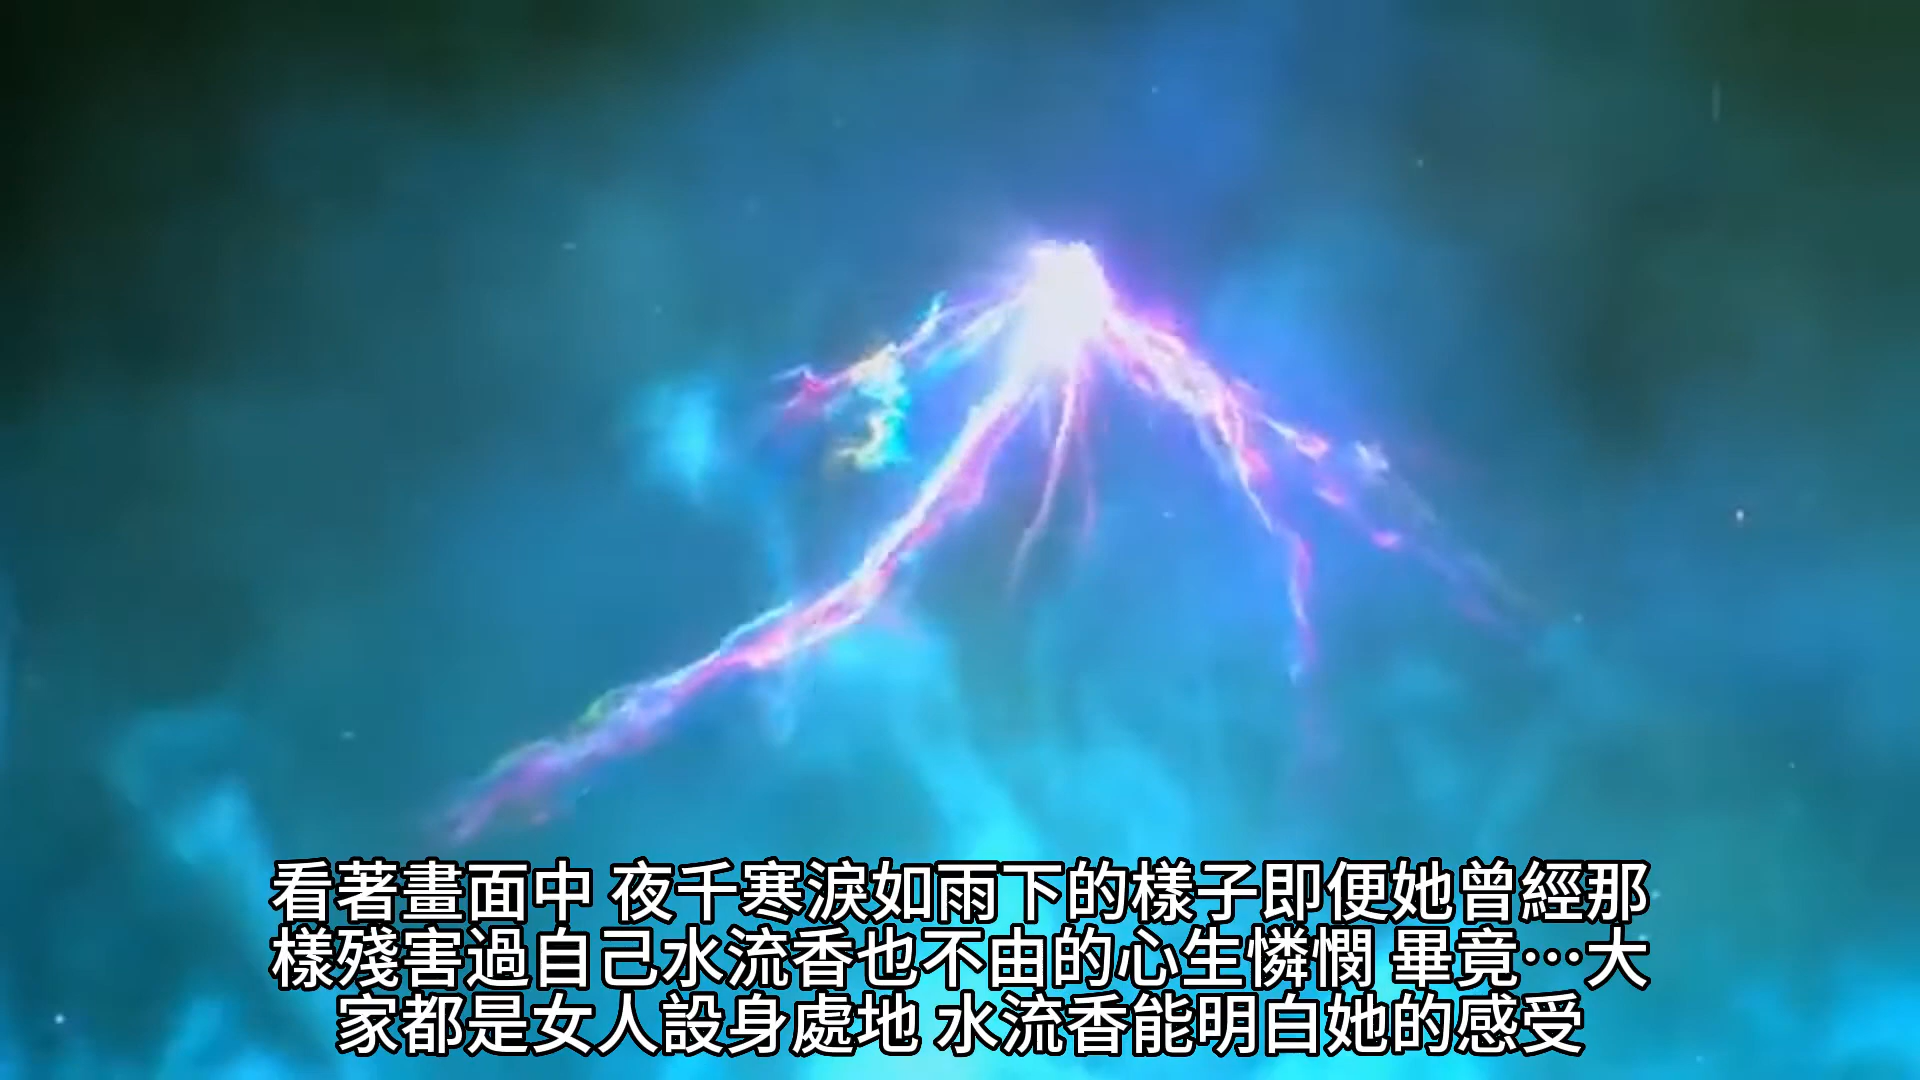 看著畫面中 夜千寒淚如雨下的樣子即便她曾經那
樣殘害過自己水流香也不由的心生憐憫 畢竟…大
家都是女人設身處地 水流香能明白她的感受